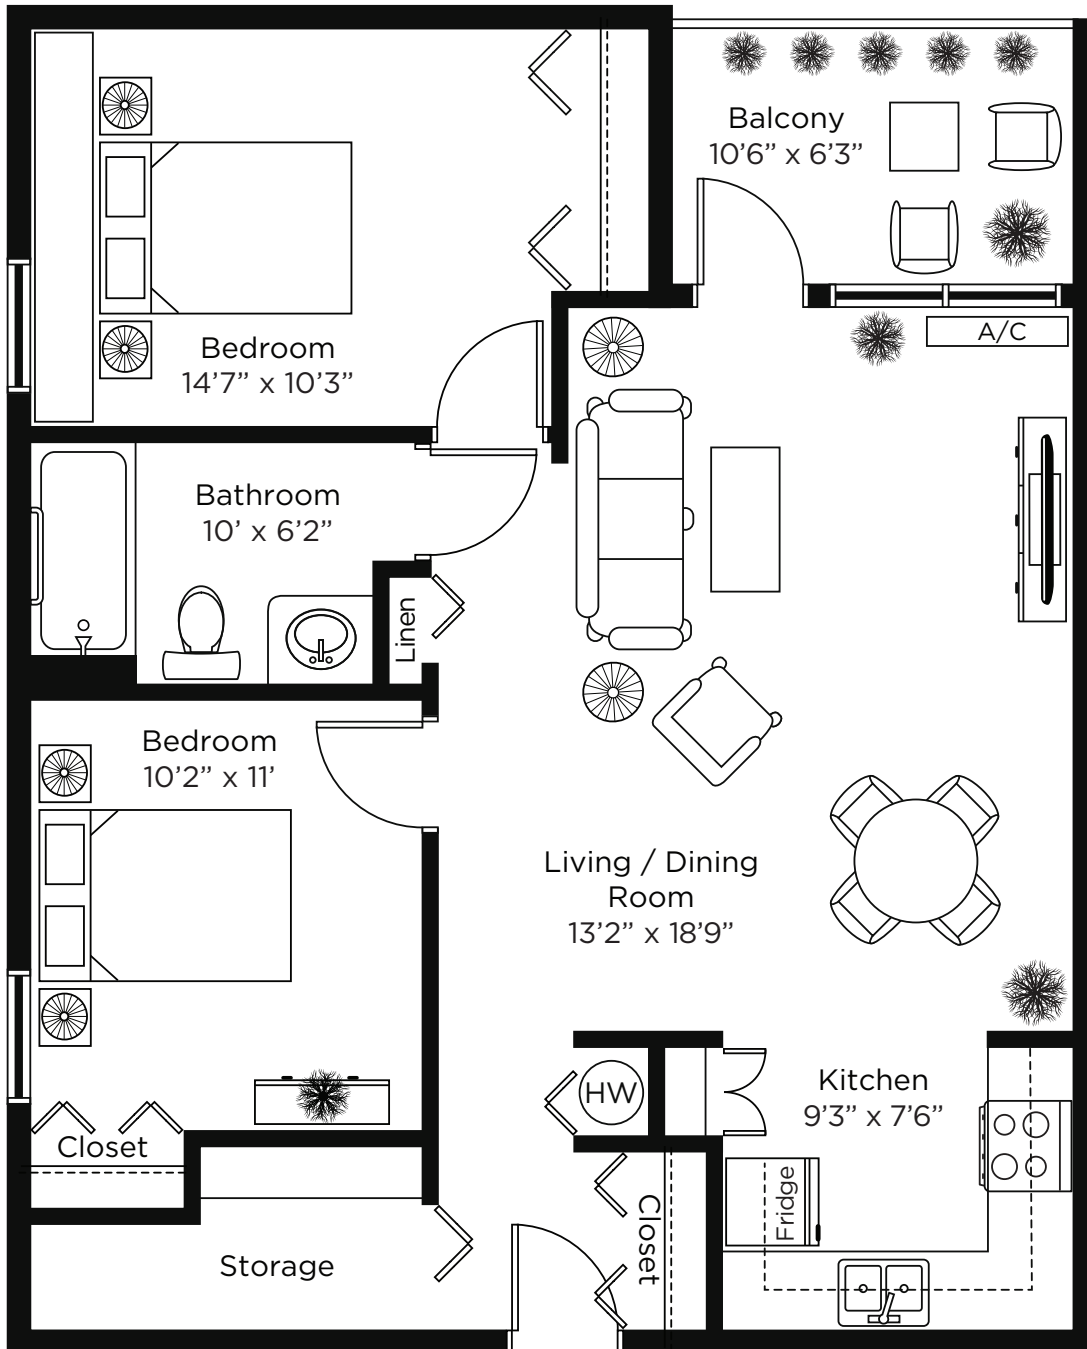 Balcony
10’6” x 6’3”
A/C
Bedroom
14’7” x 10’3”
Bathroom
10’ x 6’2”
Linen
Bedroom
10’2” x 11’
Living / Dining
Room
13’2” x 18’9”
HW
Kitchen
9’3” x 7’6”
Closet
Fridge
Closet
Storage